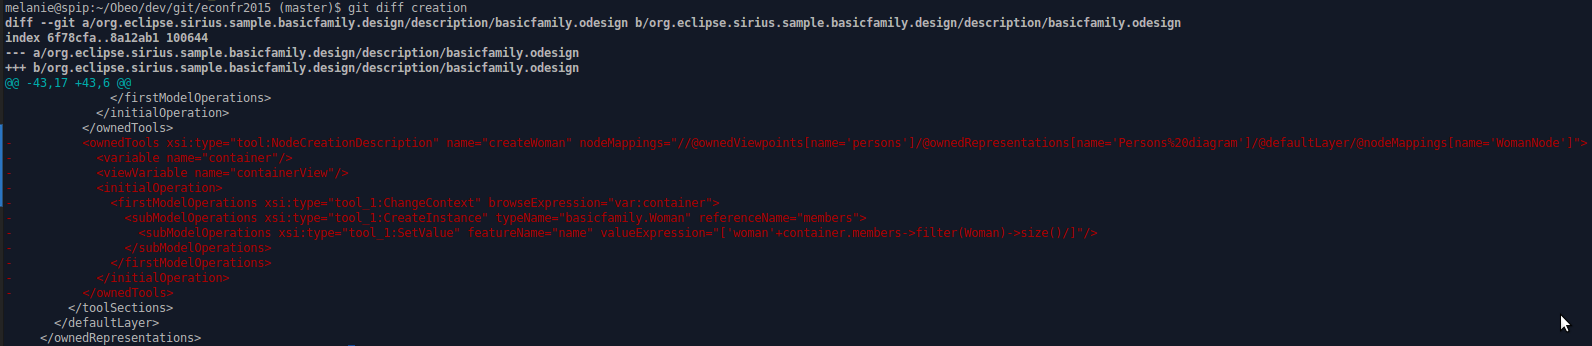 melanie@spip:~/Obeo/dev/git/econfr2015 (master)$ git diff creation
diff --git a/org.eclipse.sirius.sample.basicfamily.design/description/basicfamily.odesign b/org.eclipse.sirius.sample.basicfamily.design/description/basicfamily.odesign
index 6f78cfa..8a12ab1 100644
--- a/org.eclipse.sirius.sample.basicfamily.design/description/basicfamily.odesign
+++ b/org.eclipse.sirius.sample.basicfamily.design/description/basicfamily.odesign
@@ -43,17 +43,6 @@
               </firstModelOperations>
             </initialOperation>
           </ownedTools>
-          <ownedTools xsi:type="tool:NodeCreationDescription" name="createWoman" nodeMappings="//@ownedViewpoints[name='persons']/@ownedRepresentations[name='Persons%20diagram']/@defaultLayer/@nodeMappings[name='WomanNode']">
-            <variable name="container"/>
-            <viewVariable name="containerView"/>
-            <initialOperation>
-              <firstModelOperations xsi:type="tool_1:ChangeContext" browseExpression="var:container">
-                <subModelOperations xsi:type="tool_1:CreateInstance" typeName="basicfamily.Woman" referenceName="members">
-                  <subModelOperations xsi:type="tool_1:SetValue" featureName="name" valueExpression="['woman'+container.members->filter(Woman)->size()/]"/>
-                </subModelOperations>
-              </firstModelOperations>
-            </initialOperation>
-          </ownedTools>
         </toolSections>
       </defaultLayer>
     </ownedRepresentations>